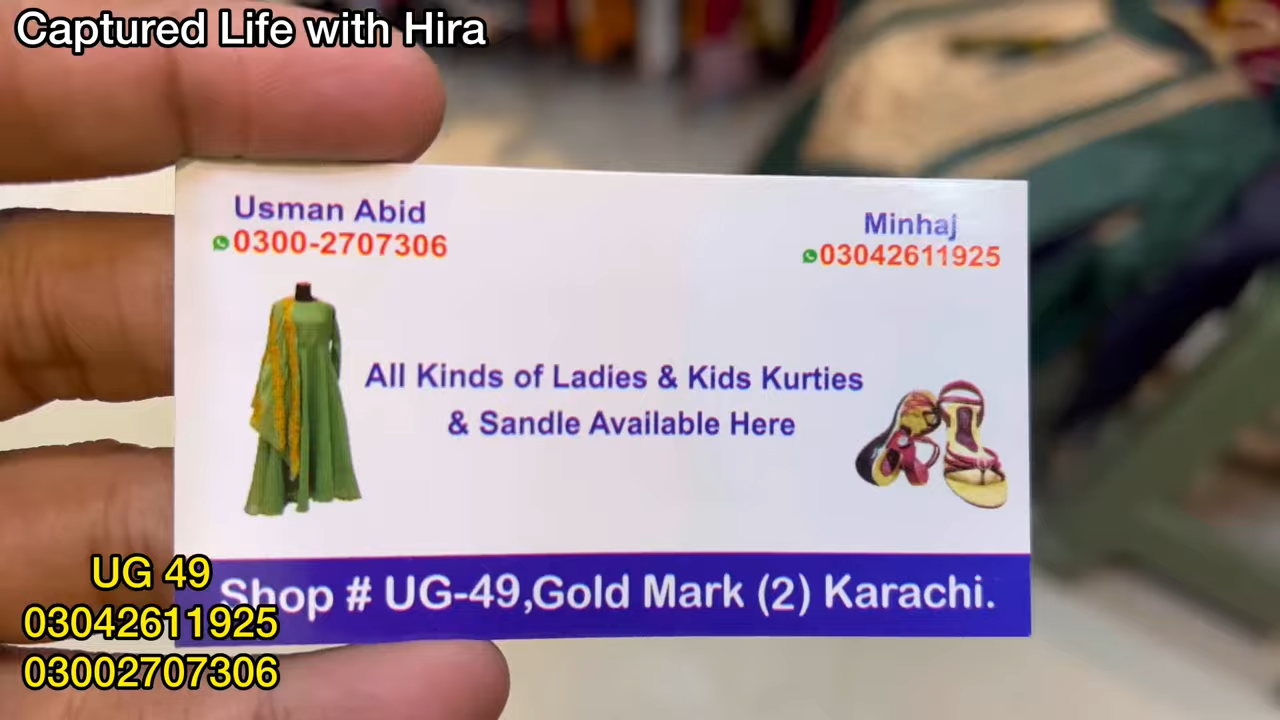 Captured Life with Hira
Usman Abid
0300-2707306
Minhaj
03042611925
All Kinds of Ladies & Kids Kurties
& Sandle Available Here
Shop # UG-49,Gold Mark (2) Karachi.
UG 49
03042611925
03002707306